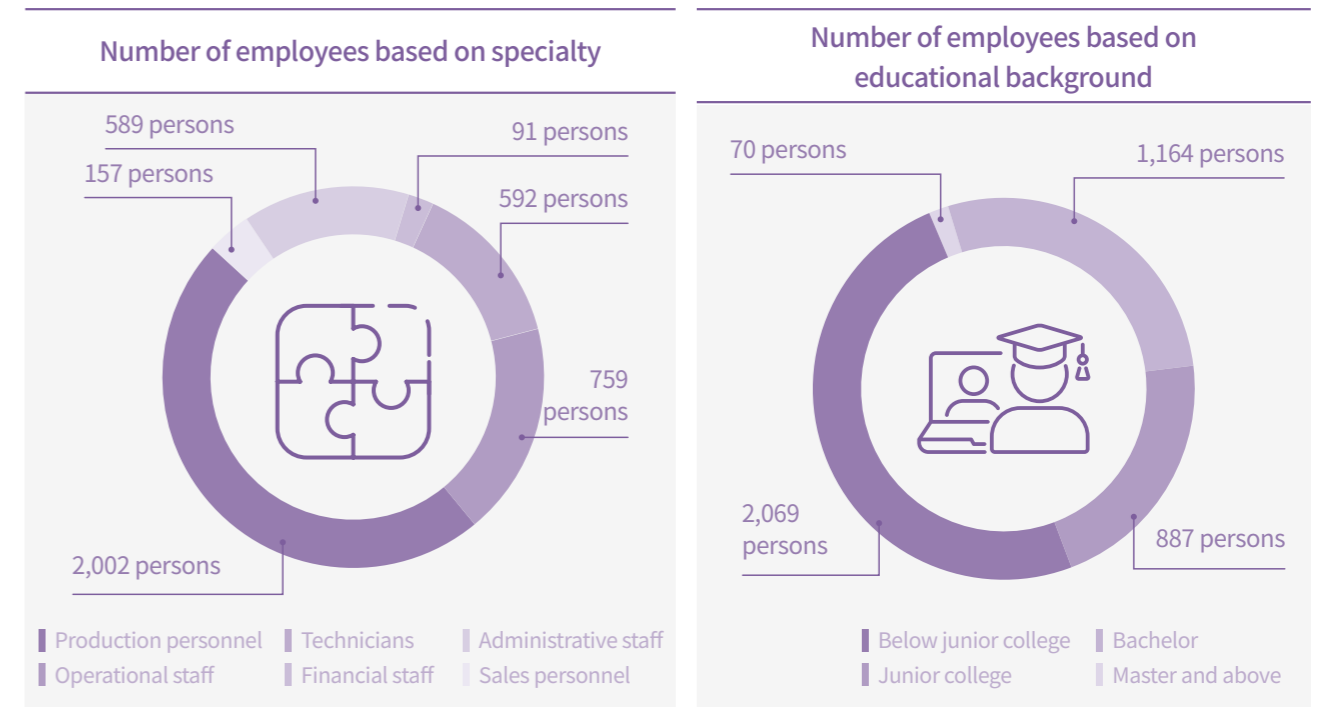 Number of employees based on specialty
589 persons
91 persons
157 persons
592 persons
759
persons
2,002 persons
Production personnel
Technicians
Administrative staff
Operational staff
Financial staff
Sales personnel
Number of employees based on
educational background
70 persons
1,164 persons
2,069
persons
887 persons
Below junior college
Bachelor
Junior college
Master and above